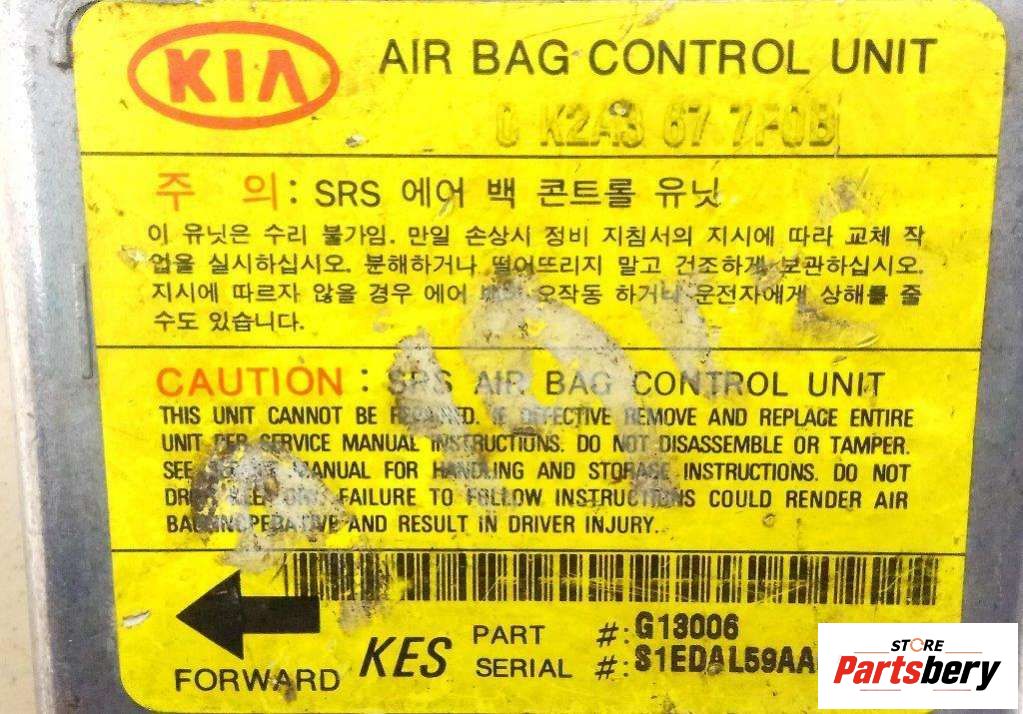 KIA
AIR BAG CONTROL UNIT
0 K2A3 67 7F0B
주 의: SRS 에어 백 콘트롤 유닛
이 유닛은 수리 불가임. 만일 손상시 정비 지침서의 지시에 따라 교체 작
업을 실시하십시오. 분해하거나 떨어뜨리지 말고 건조하게 보관하십시오.
지시에 따르자 않을 경우 에어 오작동 하거나 운전자에게 상해를 줄
수도 있습니다.
CAUTION : SRS AIR BAG CONTROL UNIT
THIS UNIT CANNOT BE REPAIRED. IF DEFECTIVE REMOVE AND REPLACE ENTIRE
UNIT PER SERVICE MANUAL INSTRUCTIONS. DO NOT DISASSEMBLE OR TAMPER.
SEE MANUAL FOR HANDLING AND STORAGE INSTRUCTIONS. DO NOT
FAILURE TO FOLLOW INSTRUCTIONS COULD RENDER AIR
BAG INOPERATIVE AND RESULT IN DRIVER INJURY.
FORWARD
KES
PART #: G13006
SERIAL #: S1EDAL59AA
STORE
Partsbery